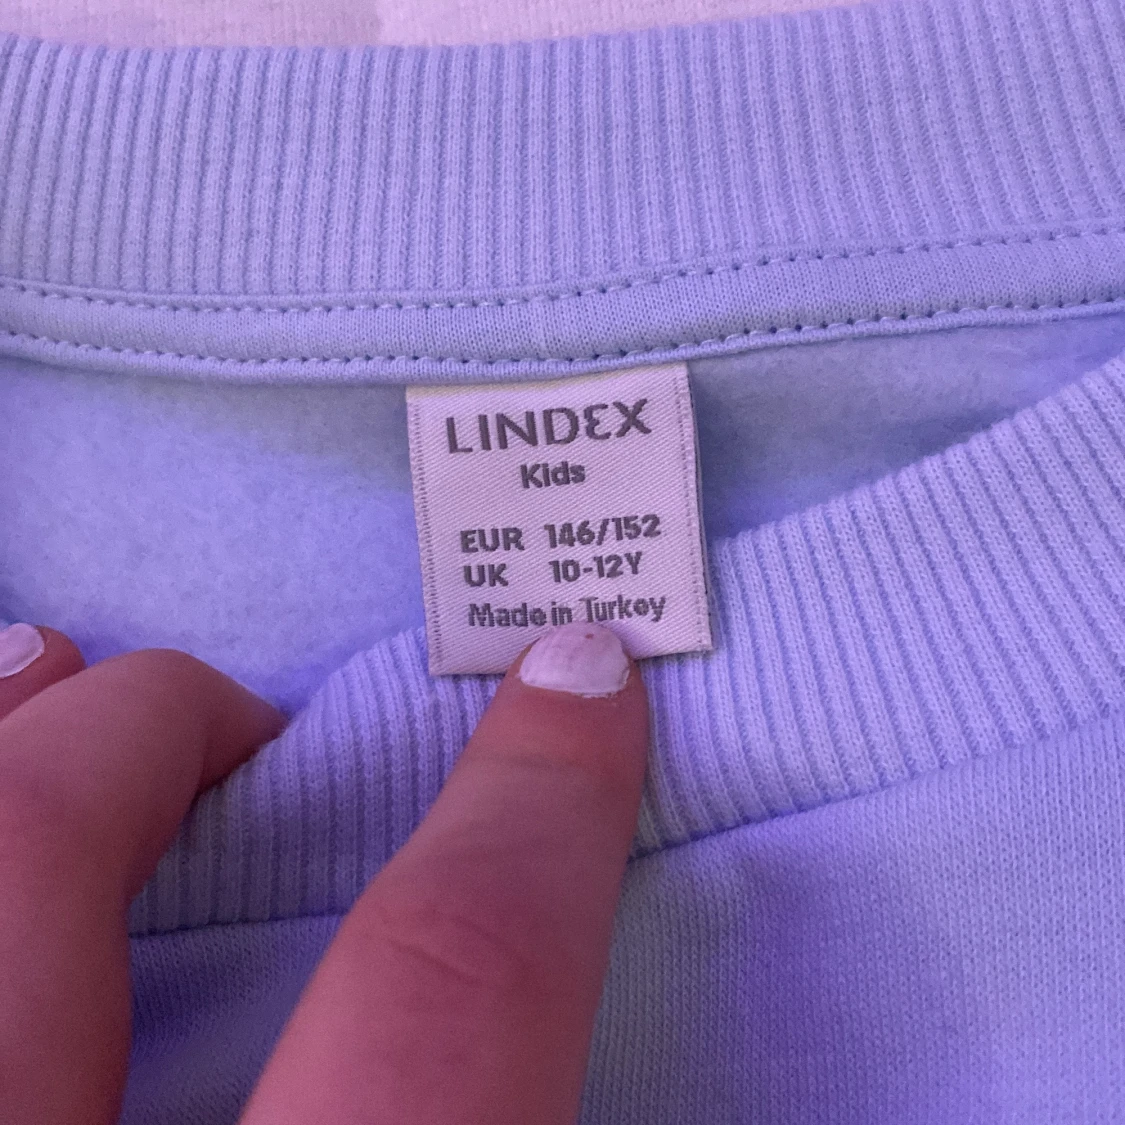 LINDEX
Kids
EUR 146/152
UK 10-12Y
Made in Turkey